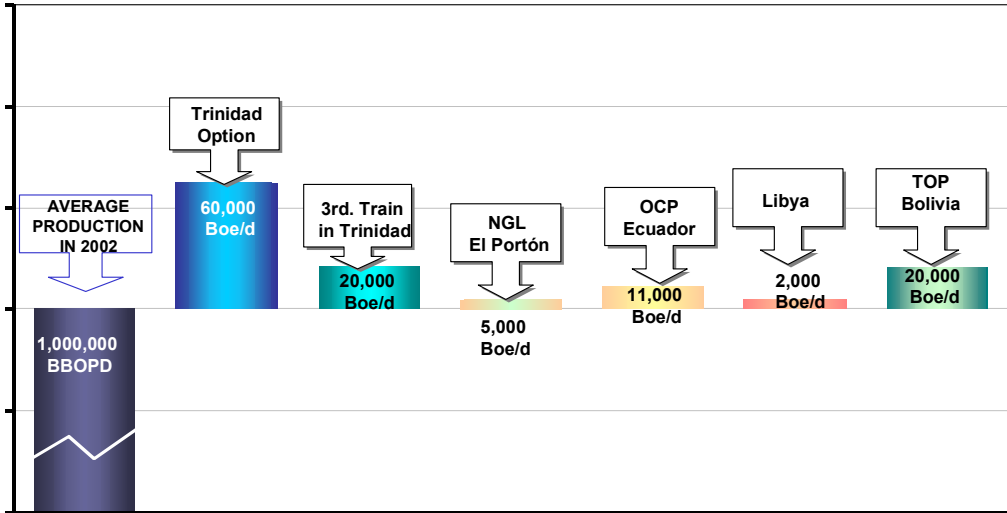 AVERAGE
PRODUCTION
IN 2002
1,000,000
BBOPD
Trinidad
Option
60,000
Boe/d
3rd. Train
in Trinidad
20,000
Boe/d
NGL
El Portón
5,000
Boe/d
OCP
Ecuador
11,000
Boe/d
Libya
2,000
Boe/d
TOP
Bolivia
20,000
Boe/d